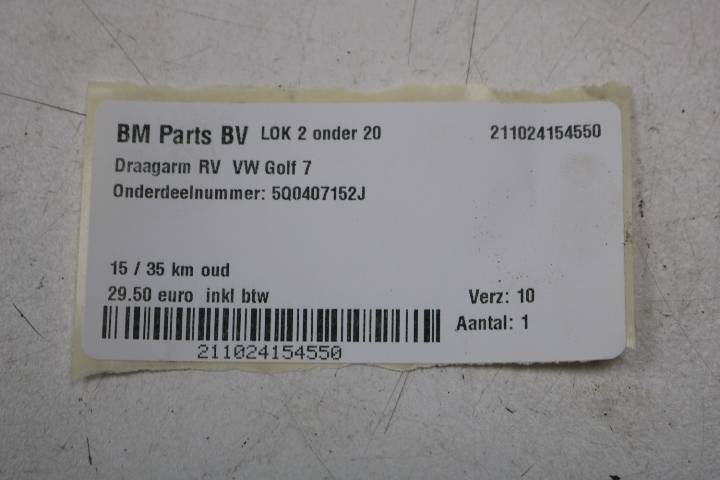 BM Parts BV LOK 2 onder 20 211024154550
Draagarm RV VW Golf 7
Onderdeelnummer: 5Q0407152J
15 / 35 km oud
29.50 euro inkl btw Verz: 10
Aantal: 1
211024154550